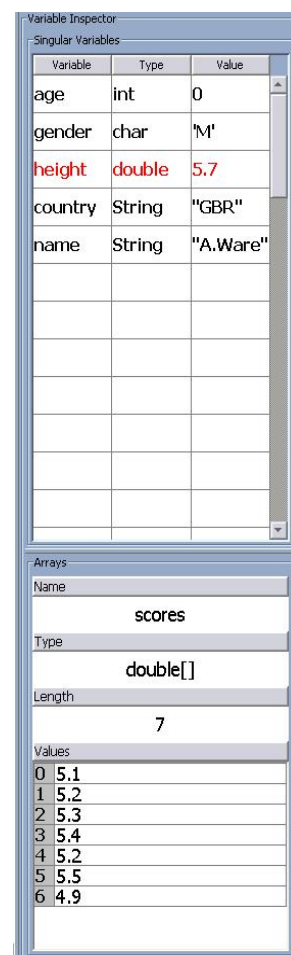 Variable Inspector
Singular Variables
Variable Type Value
age int 0
gender char 'M'
height double 5.7
country String "GBR"
name String "A.Ware"
Arrays
Name
scores
Type
double[]
Length
7
Values
0 5.1
1 5.2
2 5.3
3 5.4
4 5.2
5 5.5
6 4.9